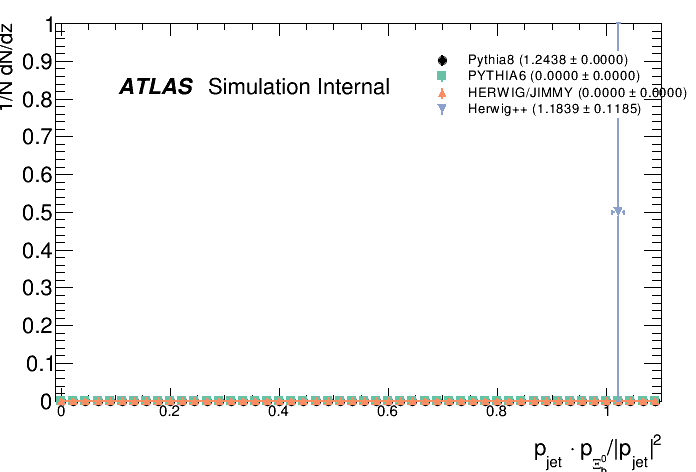 1/N dN/dz
1
0.9
0.8
0.7
0.6
0.5
0.4
0.3
0.2
0.1
0
ATLAS Simulation Internal
Pythia8 (1.2438 ± 0.0000)
PYTHIA6 (0.0000 ± 0.0000)
HERWIG/JIMMY (0.0000 ± 0.0000)
Herwig++ (1.1839 ± 0.1185)
0 0.2 0.4 0.6 0.8 1
p_jet · p_Ξ⁰_b/|p_jet|²